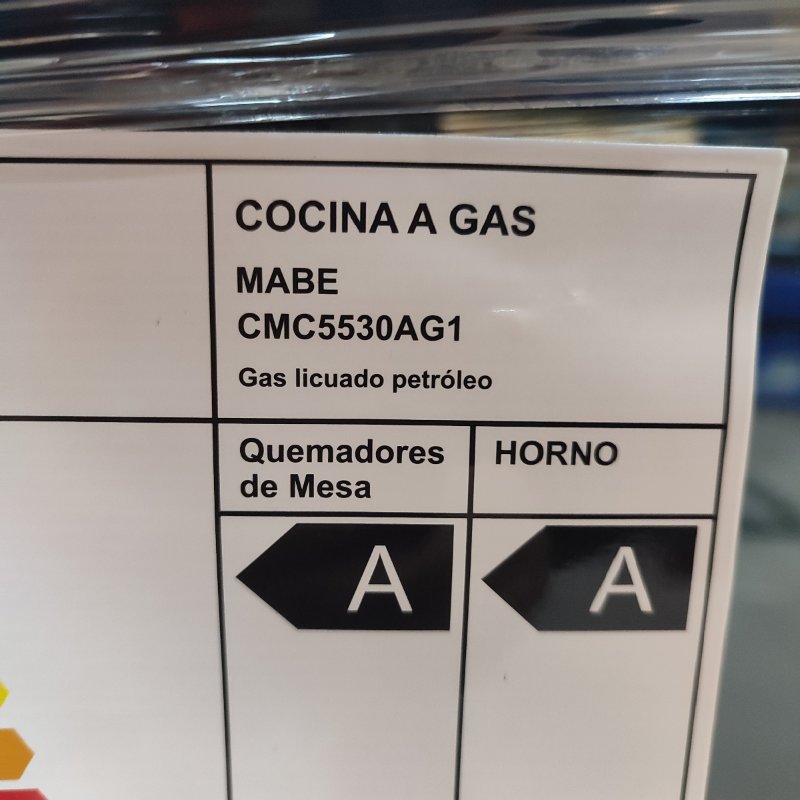 COCINA A GAS
MABE
CMC5530AG1
Gas licuado petróleo
Quemadores
de Mesa
HORNO
A
A